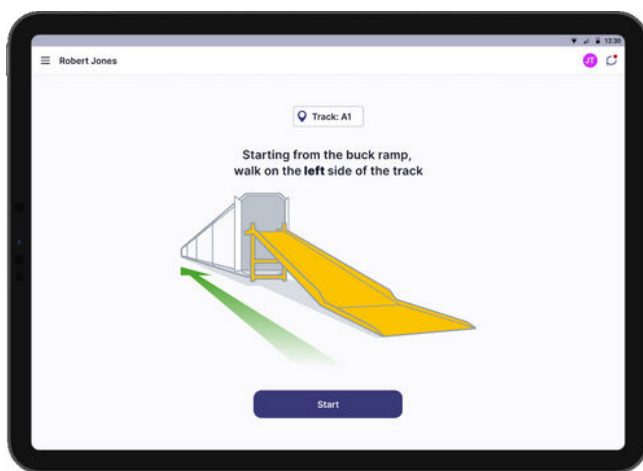 12:30
Robert Jones
JT
Track: A1
Starting from the buck ramp,
walk on the left side of the track
Start